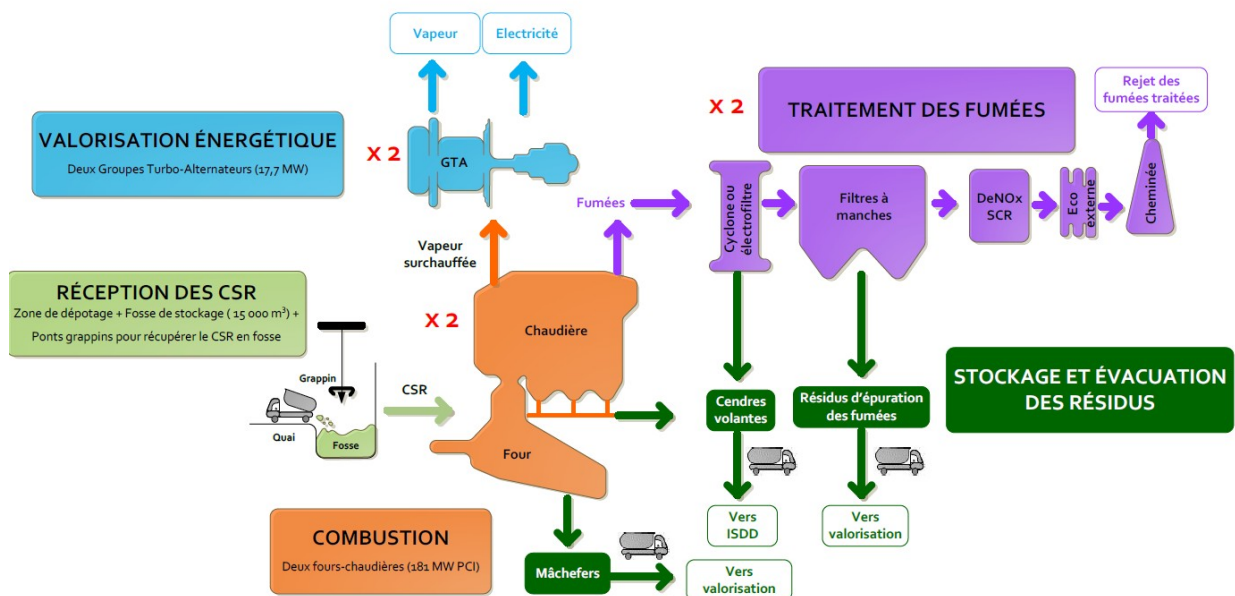 Vapeur
Electricité
VALORISATION ÉNERGÉTIQUE
Deux Groupes Turbo-Alternateurs (17,7 MW)
X 2
GTA
X 2
TRAITEMENT DES FUMÉES
Rejet des
fumées traitées
Fumées
Cyclone ou
électrofiltre
Filtres à
manches
DeNOx
SCR
Eco
externe
Cheminée
Vapeur
surchauffée
RÉCEPTION DES CSR
Zone de dépotage + Fosse de stockage ( 15 000 m³) +
Ponts grappins pour récupérer le CSR en fosse
X 2
Chaudière
Grappin
CSR
Quai
Fosse
Four
Cendres
volantes
Résidus d’épuration
des fumées
STOCKAGE ET ÉVACUATION
DES RÉSIDUS
COMBUSTION
Deux fours-chaudières (181 MW PCI)
Vers
ISDD
Vers
valorisation
Mâchefers
Vers
valorisation